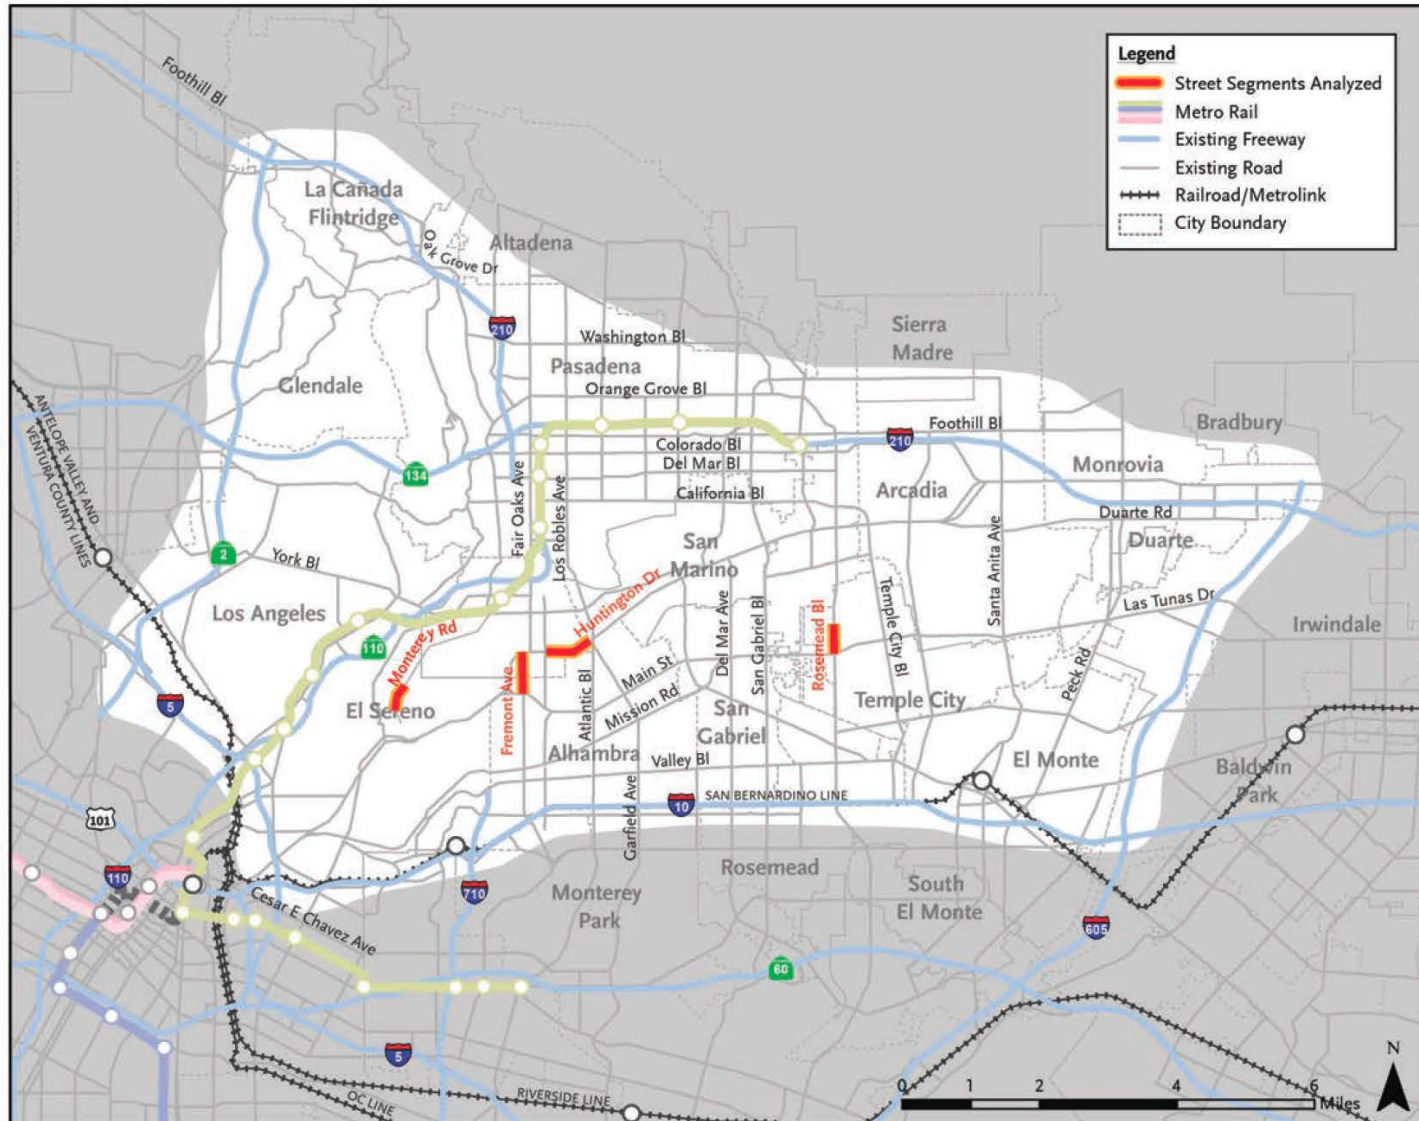 Legend
Street Segments Analyzed
Metro Rail
Existing Freeway
Existing Road
Railroad/Metrolink
City Boundary
Foothill Bl
La Cañada
Flintridge
Oak Grove Dr
Altadena
210
Washington Bl
Sierra
Madre
Pasadena
Glendale
Orange Grove Bl
ANTELOPE VALLEY AND
VENTURA COUNTY LINES
Foothill Bl
Bradbury
Colorado Bl
210
Del Mar Bl
Monrovia
134
California Bl
Arcadia
Fair Oaks Ave
Los Robles Ave
Duarte Rd
Duarte
2
York Bl
San
Marino
Santa Anita Ave
Los Angeles
Huntington Dr
Temple City Bl
Las Tunas Dr
Irwindale
110
Monterey Rd
Del Mar Ave
San Gabriel Bl
Rosemead Bl
Main St
Peck Rd
5
El Sereno
Fremont Ave
Atlantic Bl
Mission Rd
San
Gabriel
Temple City
Alhambra
Valley Bl
El Monte
Baldwin
Park
Garfield Ave
10
SAN BERNARDINO LINE
101
110
Rosemead
710
Monterey
Park
South
El Monte
Cesar E Chavez Ave
605
60
5
RIVERSIDE LINE
OC LINE
N
0 1 2 4 6
Miles